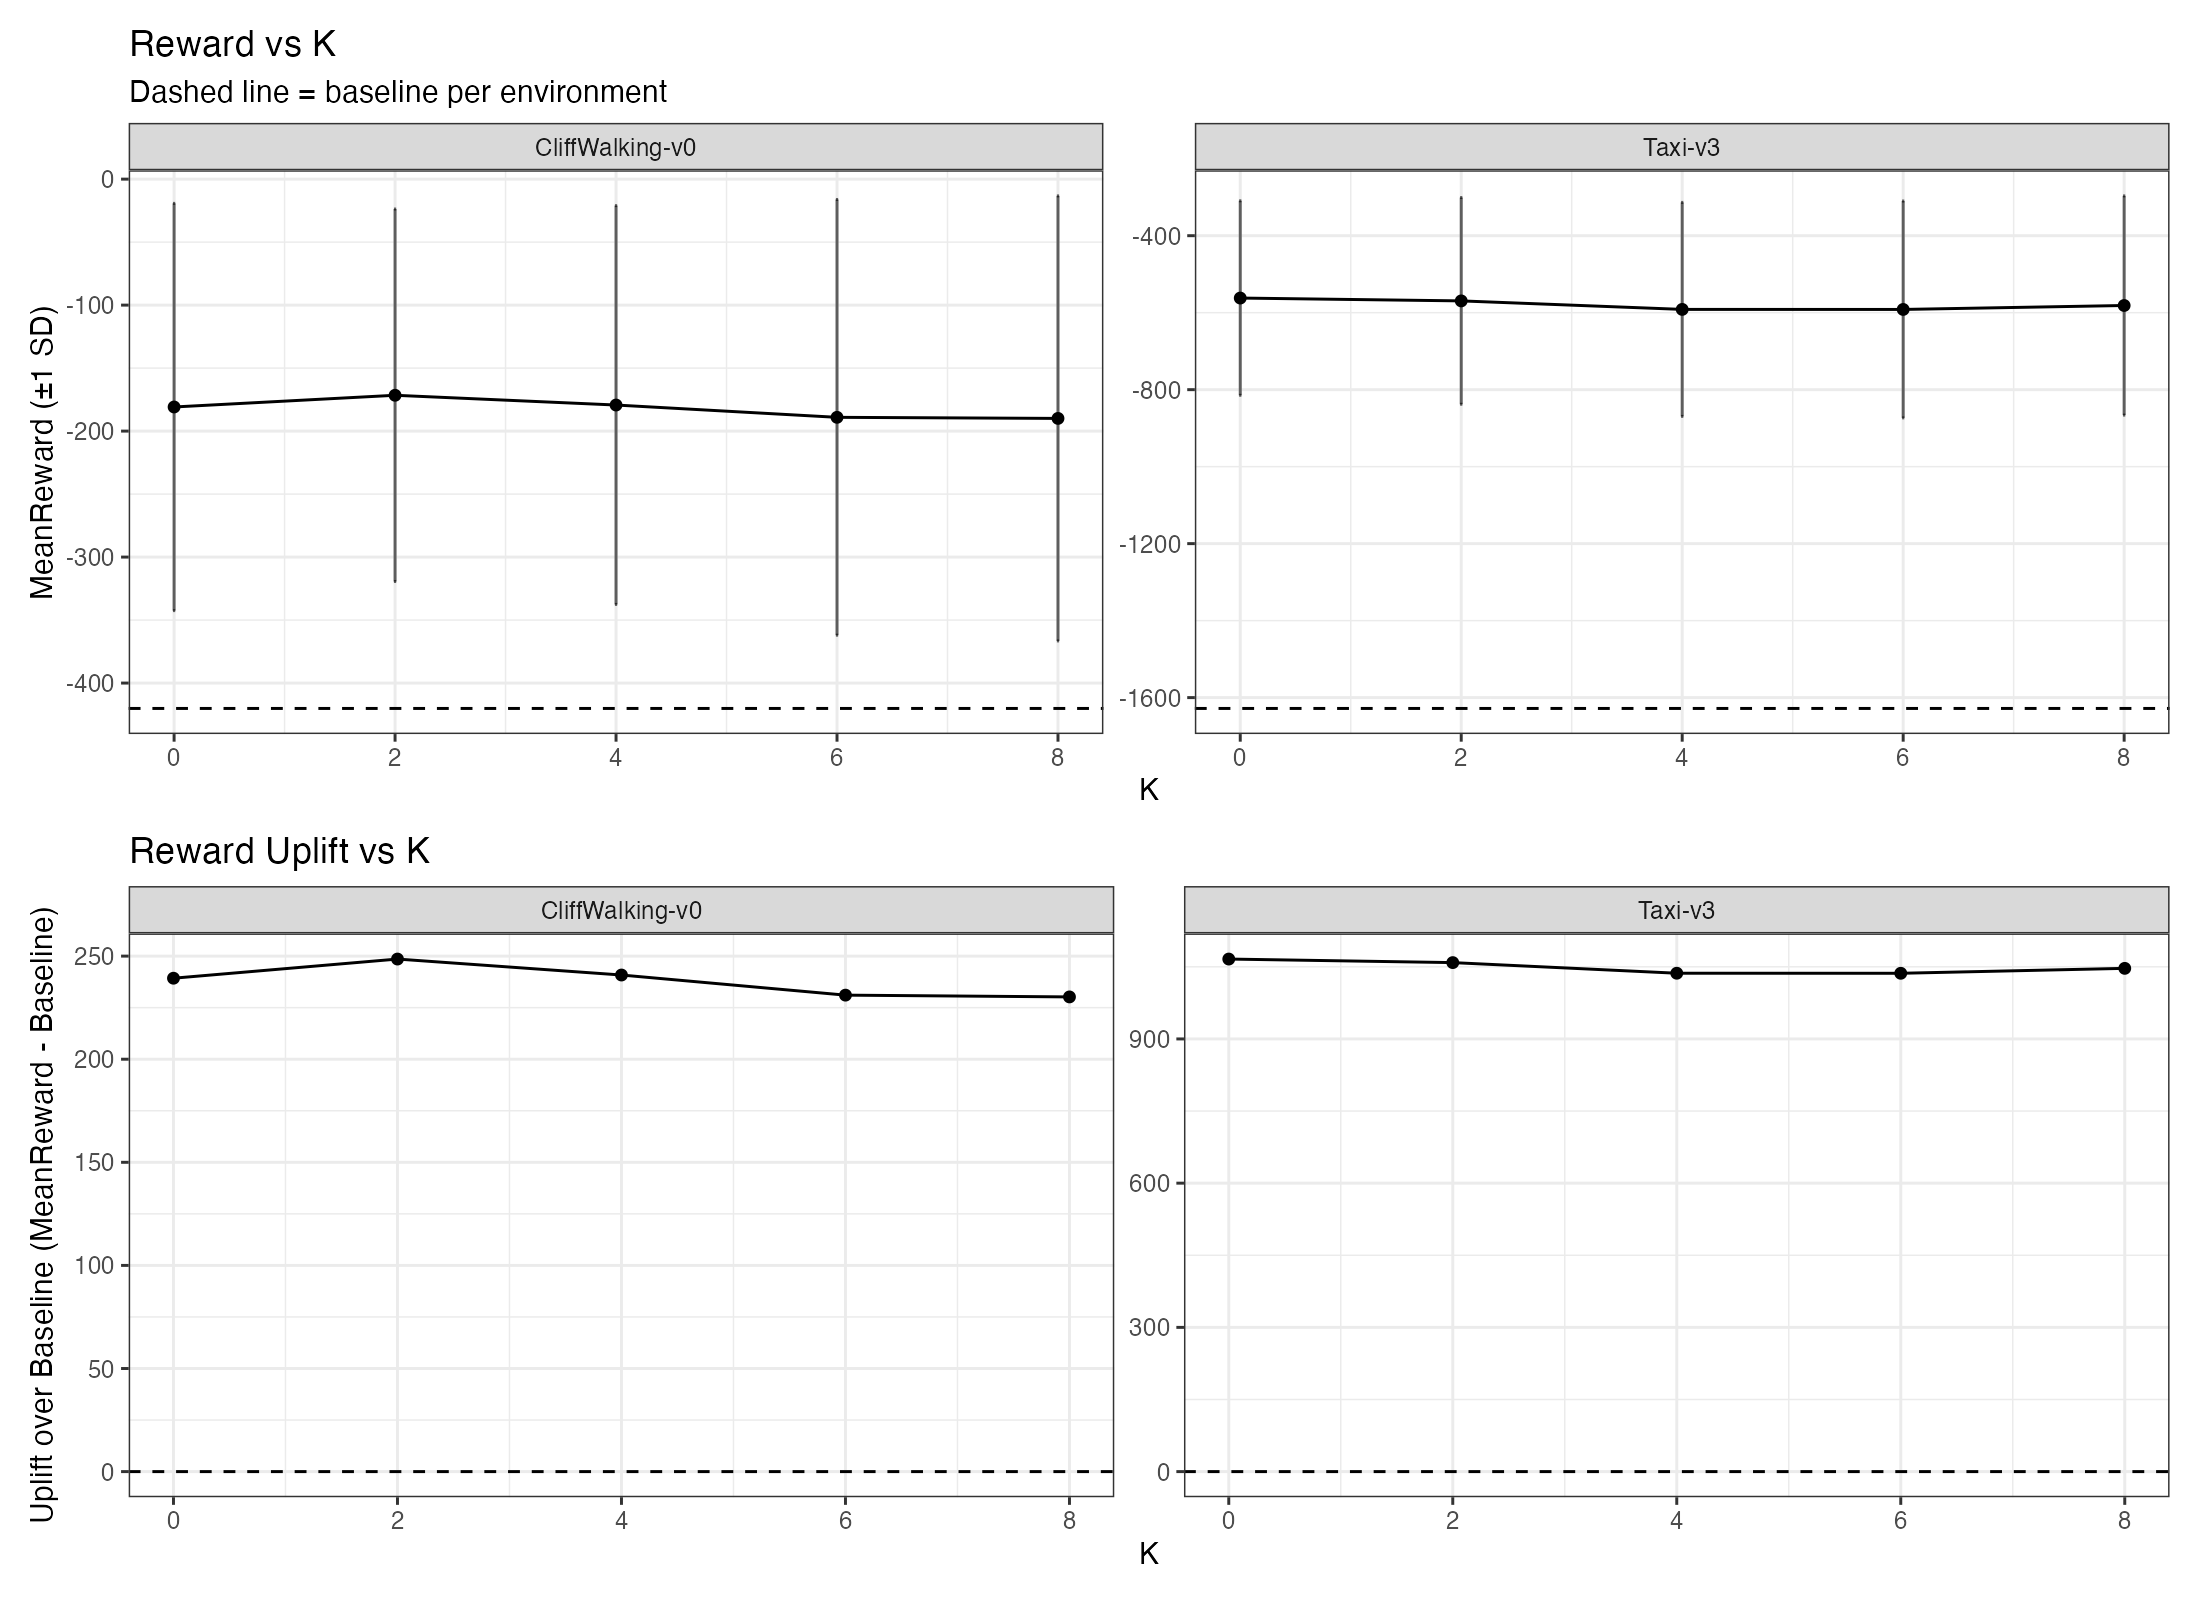 Reward vs K
Dashed line = baseline per environment
CliffWalking-v0
Taxi-v3
MeanReward (±1 SD)
0
-100
-200
-300
-400
-400
-800
-1200
-1600
0 2 4 6 8
0 2 4 6 8
K
Reward Uplift vs K
CliffWalking-v0
Taxi-v3
Uplift over Baseline (MeanReward - Baseline)
250
200
150
100
50
0
900
600
300
0
0 2 4 6 8
0 2 4 6 8
K